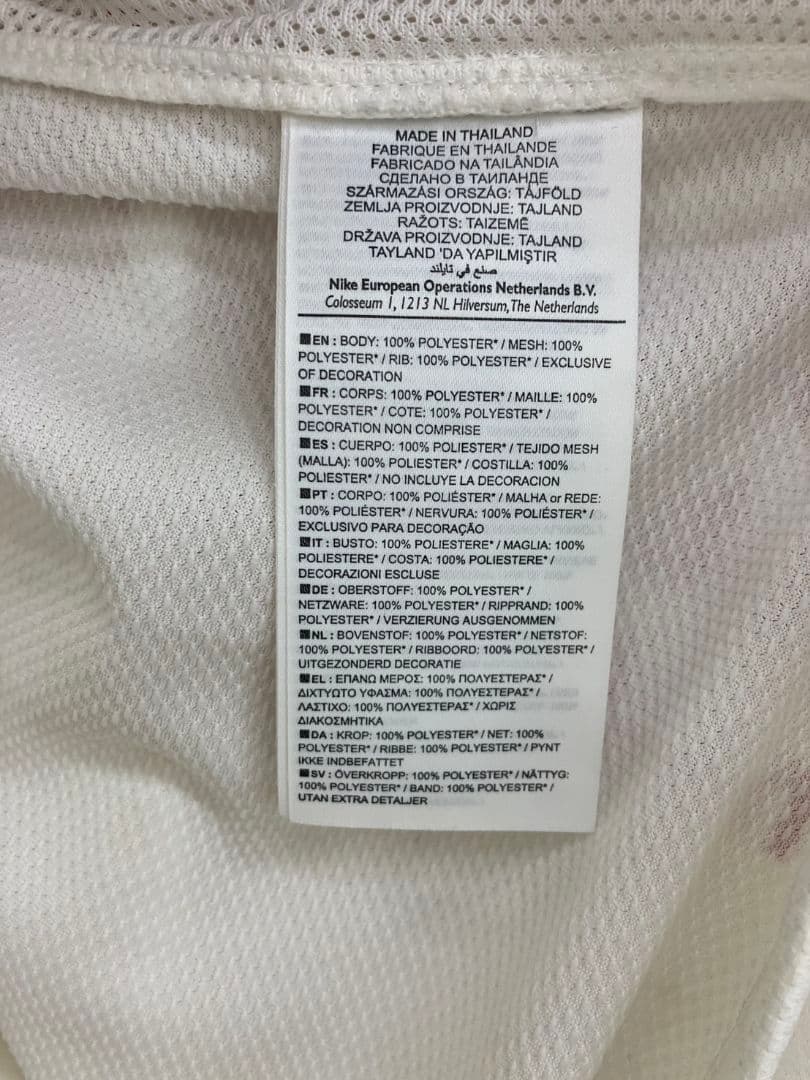 MADE IN THAILAND
FABRIQUE EN THAILANDE
FABRICADO NA TAILÂNDIA
СДЕЛАНО В ТАИЛАНДЕ
SZÁRMAZÁSI ORSZÁG: TÁJFÖLD
ZEMLJA PROIZVODNJE: TAJLAND
RAŽOTS: TAIZEMĒ
DRŽAVA PROIZVODNJE: TAJLAND
TAYLAND 'DA YAPILMIŞTIR
صنع في تايلاند
Nike European Operations Netherlands B.V.
Colosseum 1, 1213 NL Hilversum, The Netherlands
EN : BODY: 100% POLYESTER* / MESH: 100%
POLYESTER* / RIB: 100% POLYESTER* / EXCLUSIVE
OF DECORATION
FR : CORPS: 100% POLYESTER* / MAILLE: 100%
POLYESTER* / COTE: 100% POLYESTER* /
DECORATION NON COMPRISE
ES : CUERPO: 100% POLIESTER* / TEJIDO MESH
(MALLA): 100% POLIESTER* / COSTILLA: 100%
POLIESTER* / NO INCLUYE LA DECORACION
PT : CORPO: 100% POLIÉSTER* / MALHA or REDE:
100% POLIÉSTER* / NERVURA: 100% POLIÉSTER* /
EXCLUSIVO PARA DECORAÇÃO
IT : BUSTO: 100% POLIESTERE* / MAGLIA: 100%
POLIESTERE* / COSTA: 100% POLIESTERE* /
DECORAZIONI ESCLUSE
DE : OBERSTOFF: 100% POLYESTER* /
NETZWARE: 100% POLYESTER* / RIPPRAND: 100%
POLYESTER* / VERZIERUNG AUSGENOMMEN
NL : BOVENSTOF: 100% POLYESTER* / NETSTOF:
100% POLYESTER* / RIBBOORD: 100% POLYESTER* /
UITGEZONDERD DECORATIE
EL : ΕΠΑΝΩ ΜΕΡΟΣ: 100% ΠΟΛΥΕΣΤΕΡΑΣ* /
ΔΙΧΤΥΩΤΟ ΥΦΑΣΜΑ: 100% ΠΟΛΥΕΣΤΕΡΑΣ* /
ΛΑΣΤΙΧΟ: 100% ΠΟΛΥΕΣΤΕΡΑΣ* / ΧΩΡΙΣ
ΔΙΑΚΟΣΜΗΤΙΚΑ
DA : KROP: 100% POLYESTER* / NET: 100%
POLYESTER* / RIBBE: 100% POLYESTER* / PYNT
IKKE INDBEFATTET
SV : ÖVERKROPP: 100% POLYESTER* / NÄTTYG:
100% POLYESTER* / BAND: 100% POLYESTER* /
UTAN EXTRA DETALJER